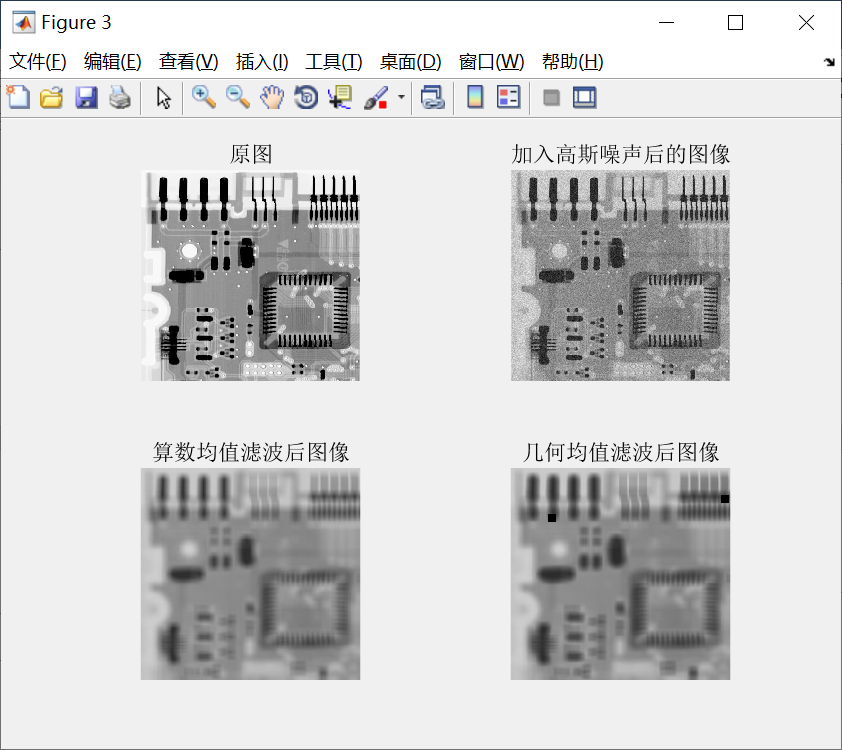 Figure 3
文件(F) 编辑(E) 查看(V) 插入(I) 工具(T) 桌面(D) 窗口(W) 帮助(H)
原图
加入高斯噪声后的图像
算数均值滤波后图像
几何均值滤波后图像